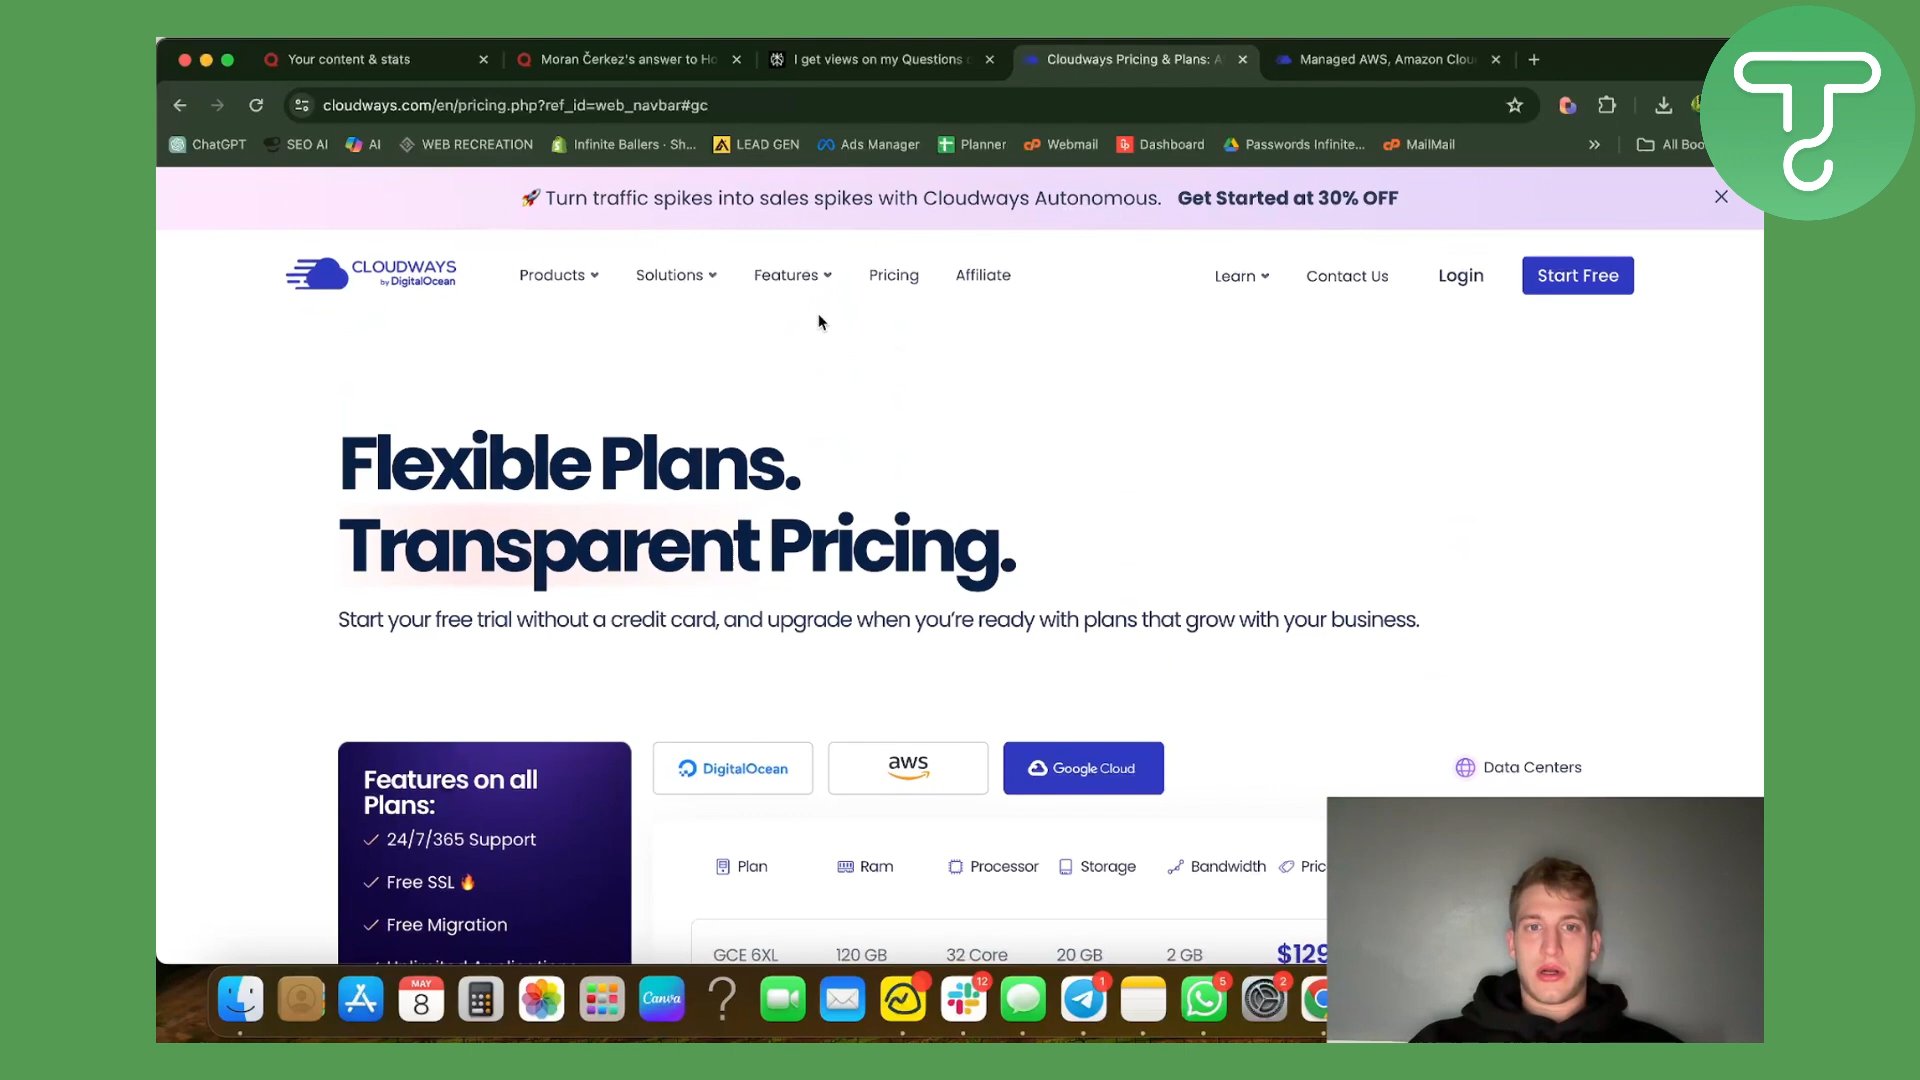 Your content & stats
Moran Čerkez's answer to Ho
I get views on my Questions
Cloudways Pricing & Plans: A
Managed AWS, Amazon Clou
cloudways.com/en/pricing.php?ref_id=web_navbar#gc
ChatGPT
SEO AI
AI
WEB RECREATION
Infinite Ballers · Sh...
LEAD GEN
Ads Manager
Planner
Webmail
Dashboard
Passwords Infinite...
MailMail
All Boo
🚀 Turn traffic spikes into sales spikes with Cloudways Autonomous. Get Started at 30% OFF
CLOUDWAYS
by DigitalOcean
Products
Solutions
Features
Pricing
Affiliate
Learn
Contact Us
Login
Start Free
Flexible Plans.
Transparent Pricing.
Start your free trial without a credit card, and upgrade when you're ready with plans that grow with your business.
Features on all
Plans:
24/7/365 Support
Free SSL 🔥
Free Migration
Unlimited Applications
DigitalOcean
aws
Google Cloud
Data Centers
Plan
Ram
Processor
Storage
Bandwidth
Pric
GCE 6XL
120 GB
32 Core
20 GB
2 GB
$129
MAY
8
Canva
12
1
5
2